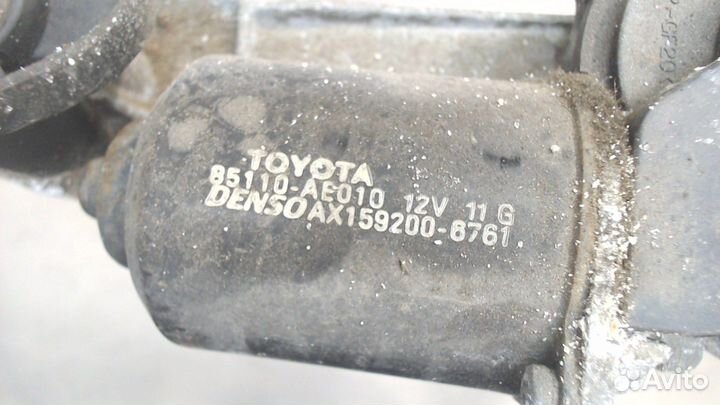 TOYOTA
85110-AE010 12V 11 G
DENSO AX159200-6761
Avito